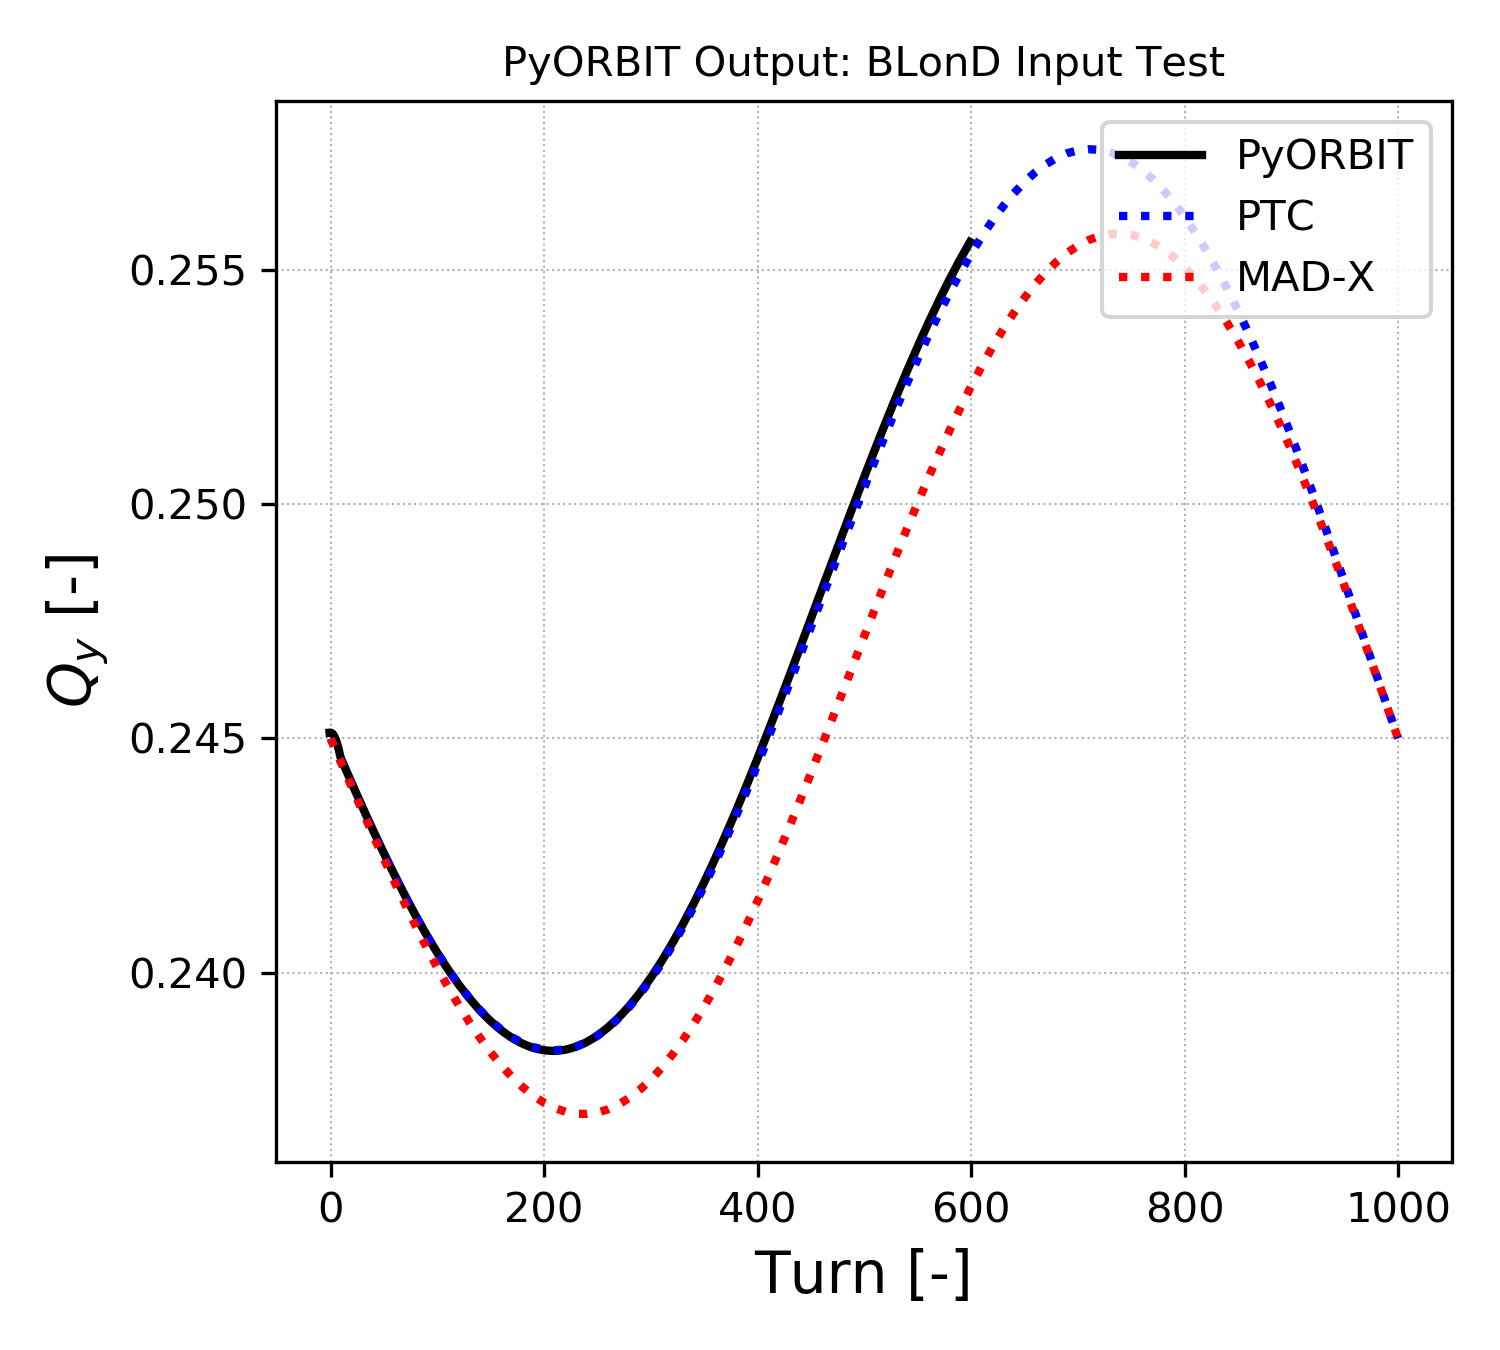 PyORBIT Output: BLonD Input Test
PyORBIT
PTC
MAD-X
0.255
0.250
0.245
0.240
Q_y [-]
0 200 400 600 800 1000
Turn [-]